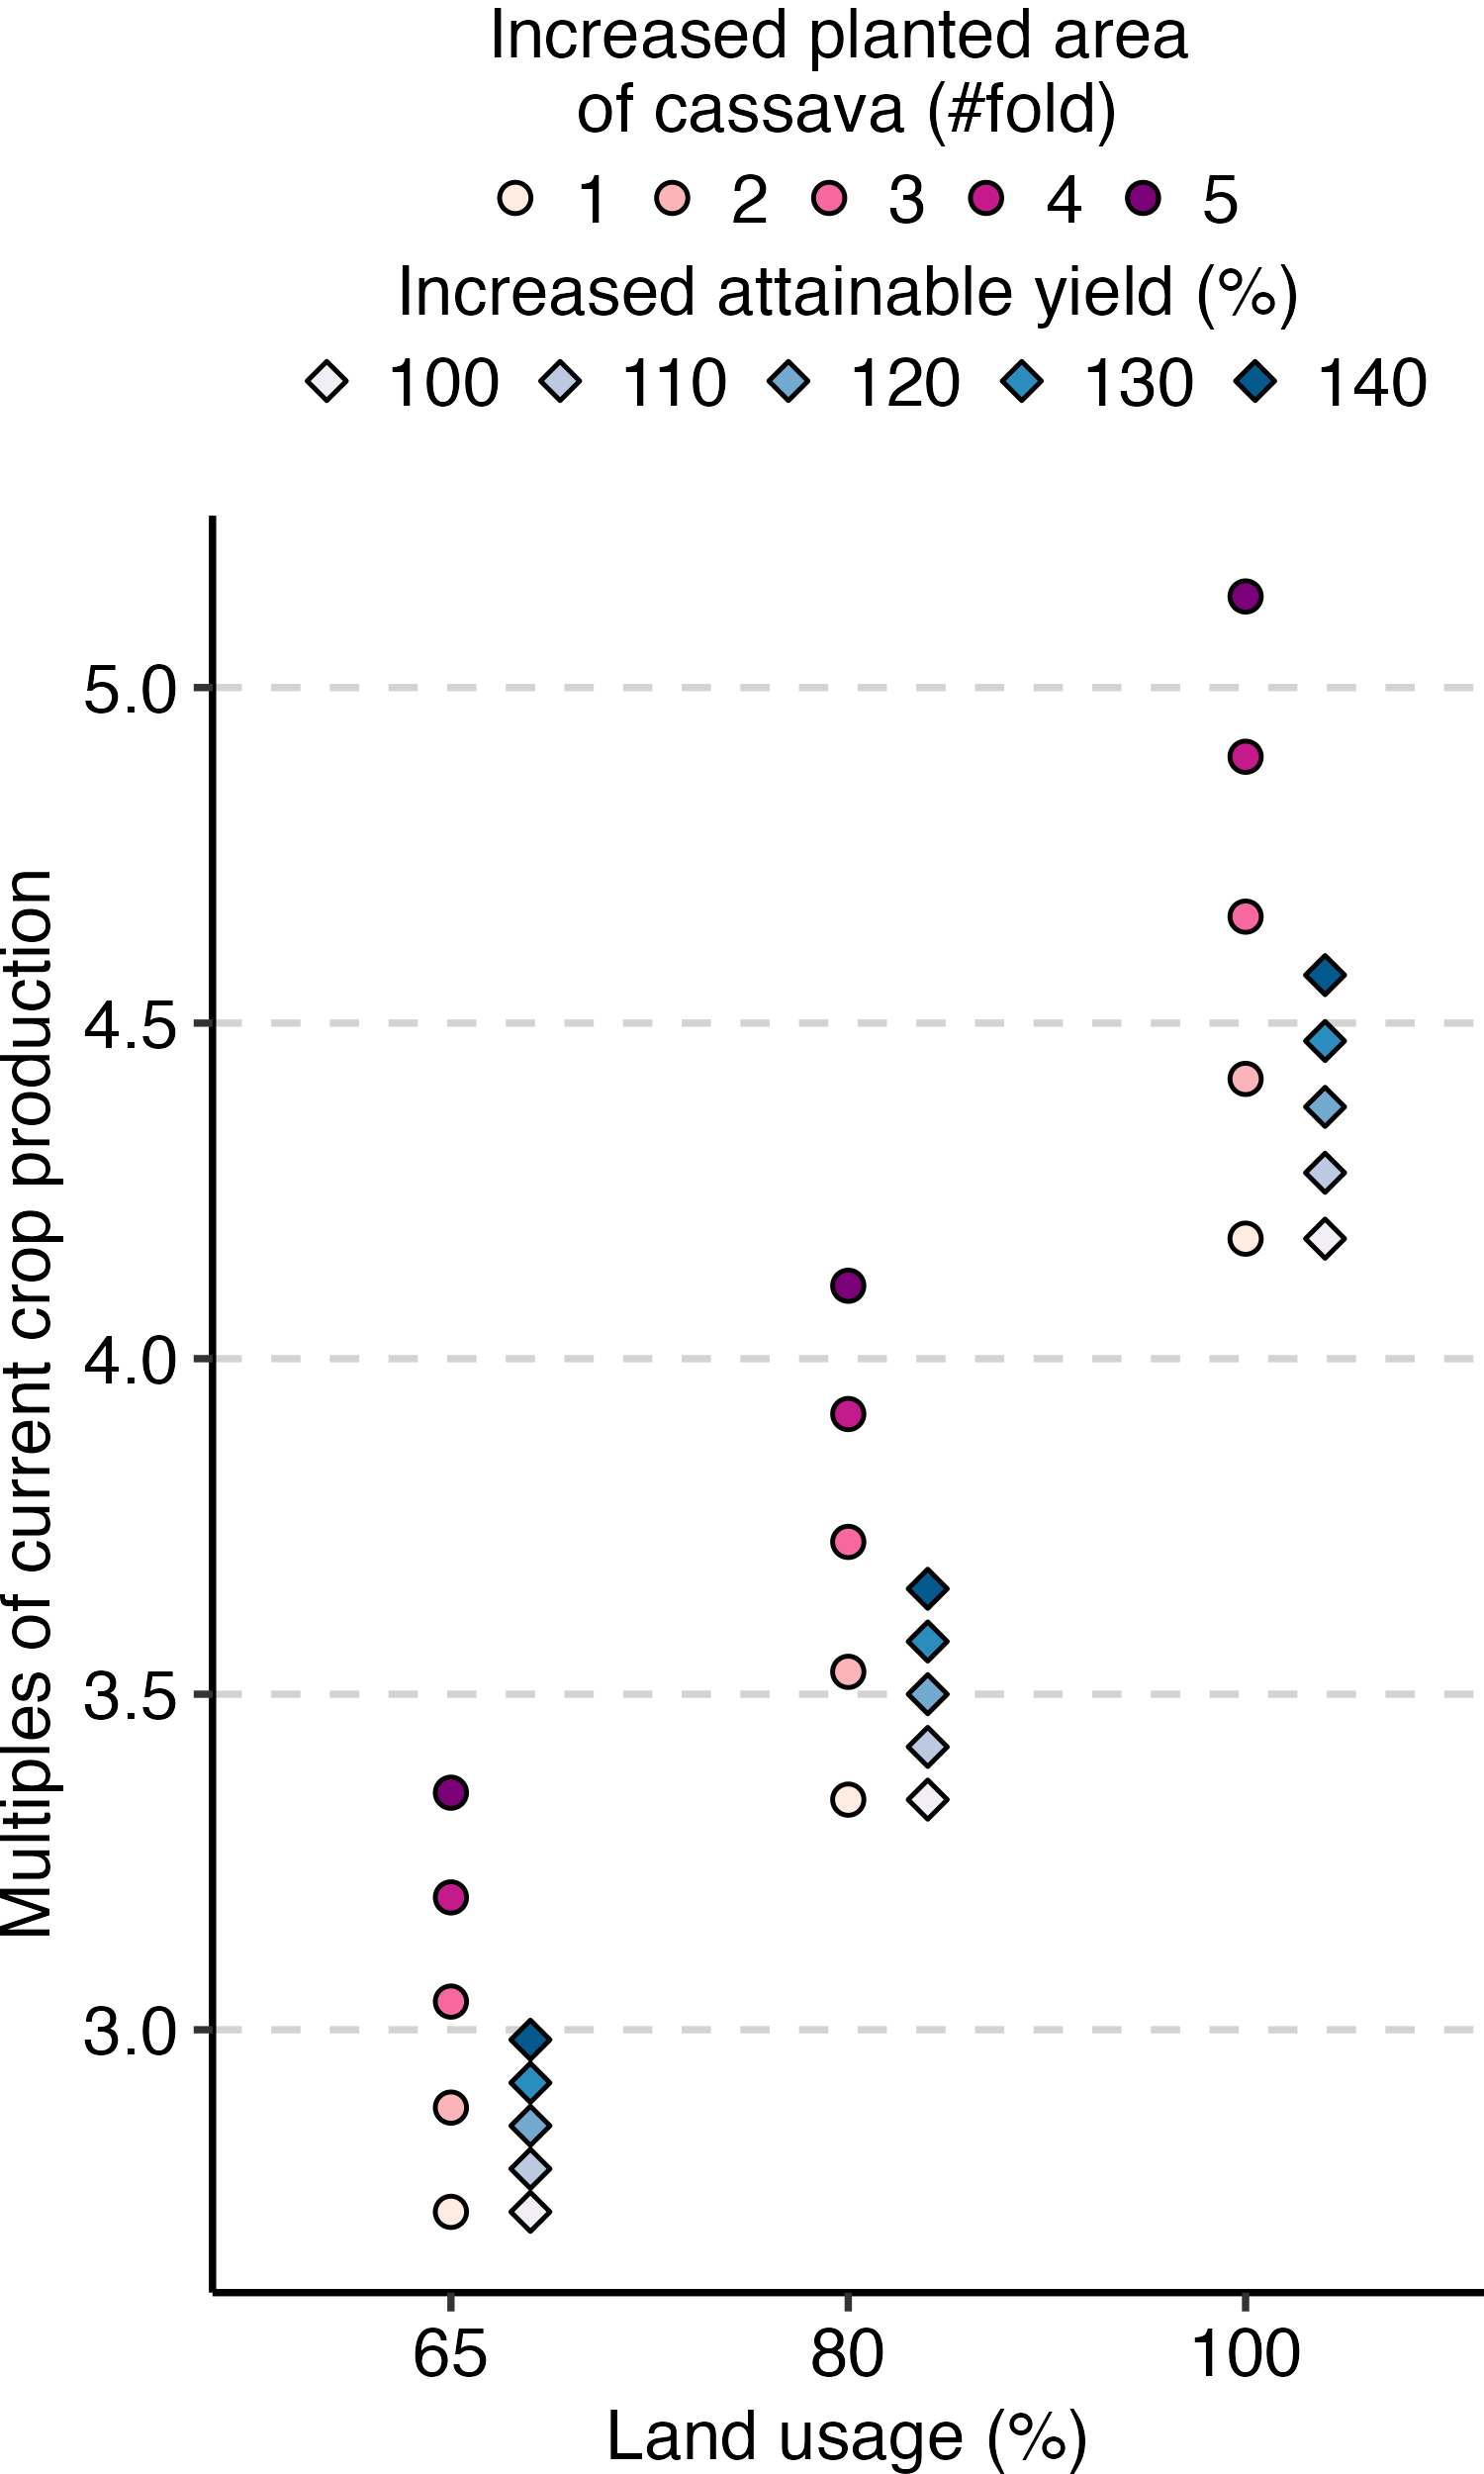 Increased planted area
of cassava (#fold)
1 2 3 4 5
Increased attainable yield (%)
100 110 120 130 140
Multiples of current crop production
5.0
4.5
4.0
3.5
3.0
65 80 100
Land usage (%)